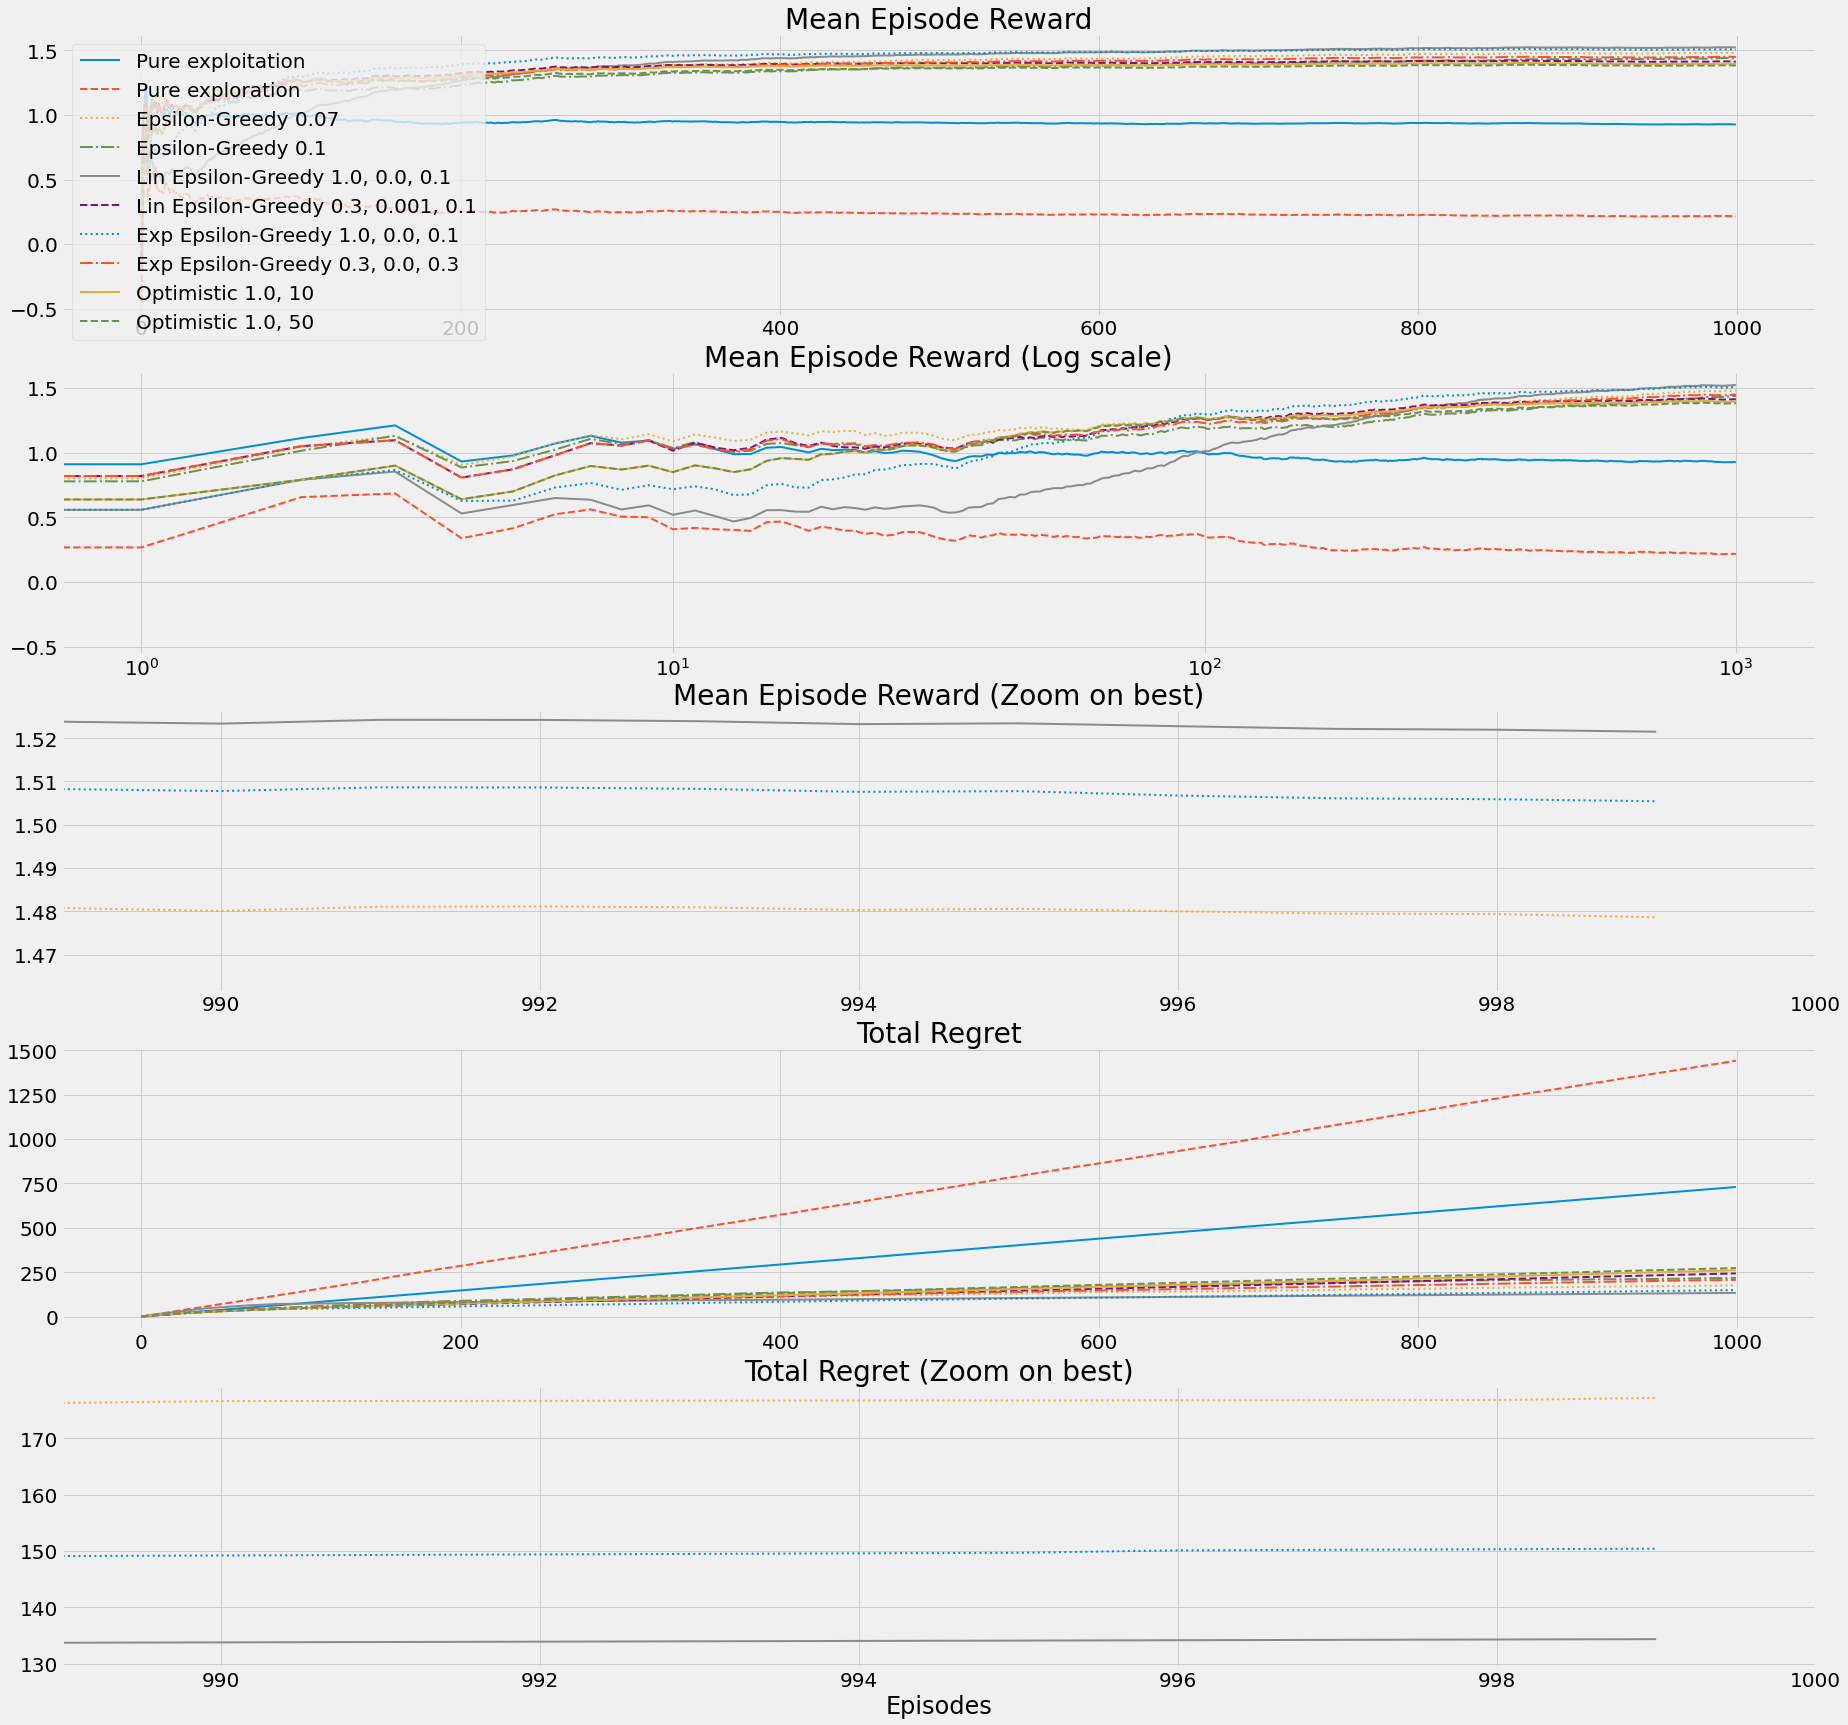 Mean Episode Reward
1.5
1.0
0.5
0.0
−0.5
Pure exploitation
Pure exploration
Epsilon-Greedy 0.07
Epsilon-Greedy 0.1
Lin Epsilon-Greedy 1.0, 0.0, 0.1
Lin Epsilon-Greedy 0.3, 0.001, 0.1
Exp Epsilon-Greedy 1.0, 0.0, 0.1
Exp Epsilon-Greedy 0.3, 0.0, 0.3
Optimistic 1.0, 10
Optimistic 1.0, 50
0 200 400 600 800 1000
Mean Episode Reward (Log scale)
1.5
1.0
0.5
0.0
−0.5
10⁰ 10¹ 10² 10³
Mean Episode Reward (Zoom on best)
1.52
1.51
1.50
1.49
1.48
1.47
990 992 994 996 998 1000
Total Regret
1500
1250
1000
750
500
250
0
0 200 400 600 800 1000
Total Regret (Zoom on best)
170
160
150
140
130
990 992 994 996 998 1000
Episodes